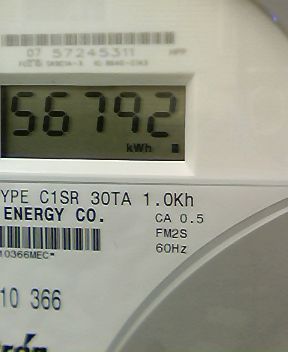 07 57245311
56792
kWh
YPE C1SR 30TA 1.0Kh
ENERGY CO. CA 0.5
FM2S
60Hz
10366MEC*
10 366